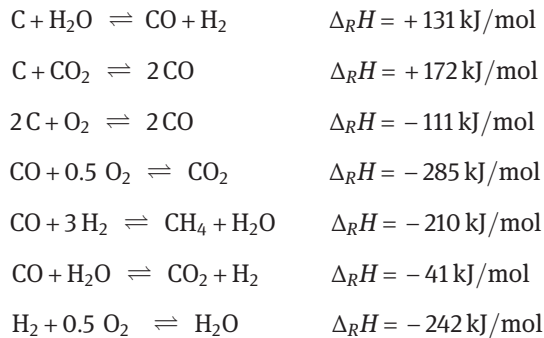 C + H₂O ⇌ CO + H₂ Δ_RH = + 131 kJ/mol
C + CO₂ ⇌ 2 CO Δ_RH = + 172 kJ/mol
2 C + O₂ ⇌ 2 CO Δ_RH = − 111 kJ/mol
CO + 0.5 O₂ ⇌ CO₂ Δ_RH = − 285 kJ/mol
CO + 3 H₂ ⇌ CH₄ + H₂O Δ_RH = − 210 kJ/mol
CO + H₂O ⇌ CO₂ + H₂ Δ_RH = − 41 kJ/mol
H₂ + 0.5 O₂ ⇌ H₂O Δ_RH = − 242 kJ/mol